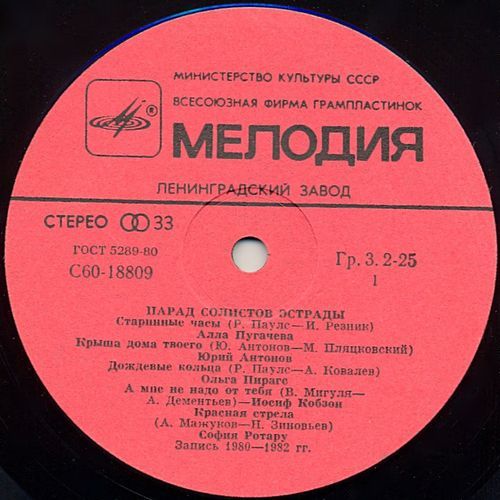 МИНИСТЕРСТВО КУЛЬТУРЫ СССР
ВСЕСОЮЗНАЯ ФИРМА ГРАМПЛАСТИНОК
МЕЛОДИЯ
ЛЕНИНГРАДСКИЙ ЗАВОД
СТЕРЕО 33
ГОСТ 5289-80
С60-18809
Гр. 3. 2-25
1
ПАРАД СОЛИСТОВ ЭСТРАДЫ
Старинные часы (Р. Паулс—И. Резник)
Алла Пугачева
Крыша дома твоего (Ю. Антонов—М. Пляцковский)
Юрий Антонов
Дождевые кольца (Р. Паулс—А. Ковалев)
Ольга Пирагс
А мне не надо от тебя (В. Мигуля—
А. Дементьев)—Иосиф Кобзон
Красная стрела
(А. Мажуков—Н. Зиновьев)
София Ротару
Запись 1980—1982 гг.